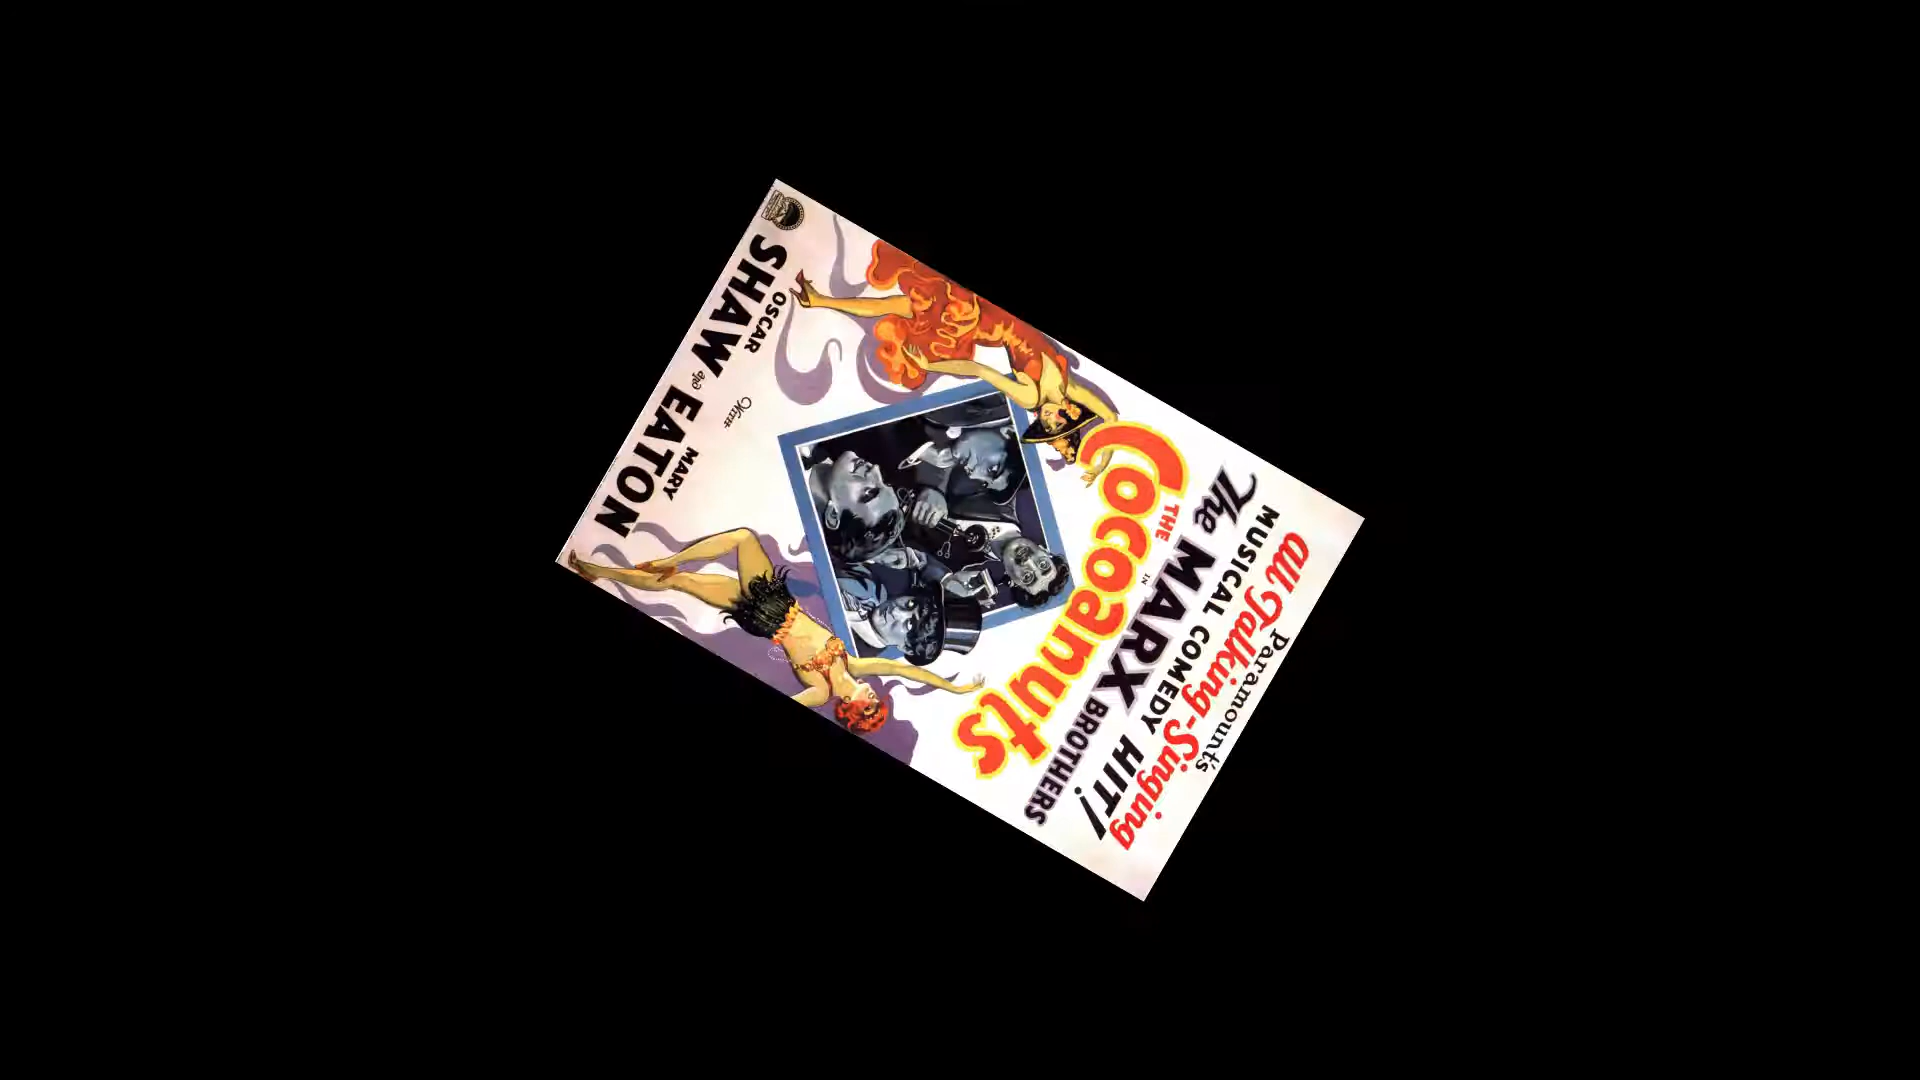 Paramount's
all Talking-Singing
MUSICAL COMEDY HIT!
The MARX BROTHERS
IN
THE
Cocoanuts
WITH
OSCAR MARY
SHAW and EATON